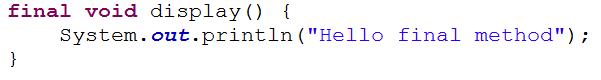 final void display() {
    System.out.println("Hello final method");
}